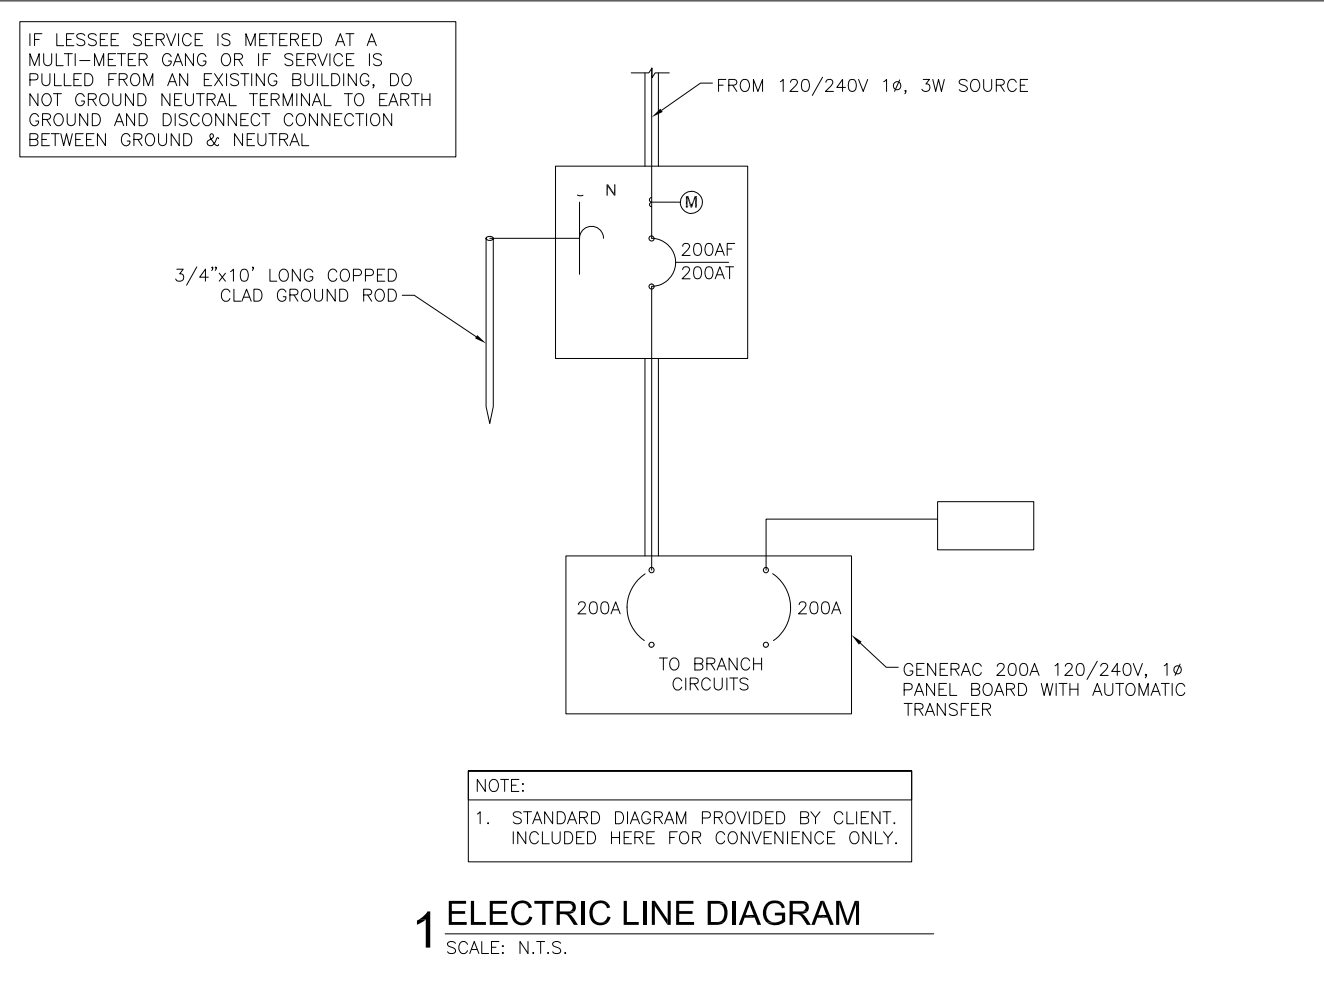 IF LESSEE SERVICE IS METERED AT A
MULTI-METER GANG OR IF SERVICE IS
PULLED FROM AN EXISTING BUILDING, DO
NOT GROUND NEUTRAL TERMINAL TO EARTH
GROUND AND DISCONNECT CONNECTION
BETWEEN GROUND & NEUTRAL
FROM 120/240V 1ø, 3W SOURCE
N
M
200AF
200AT
3/4"x10' LONG COPPED
CLAD GROUND ROD
200A
200A
TO BRANCH
CIRCUITS
GENERAC 200A 120/240V, 1ø
PANEL BOARD WITH AUTOMATIC
TRANSFER
NOTE:
1. STANDARD DIAGRAM PROVIDED BY CLIENT.
INCLUDED HERE FOR CONVENIENCE ONLY.
1 ELECTRIC LINE DIAGRAM
SCALE: N.T.S.